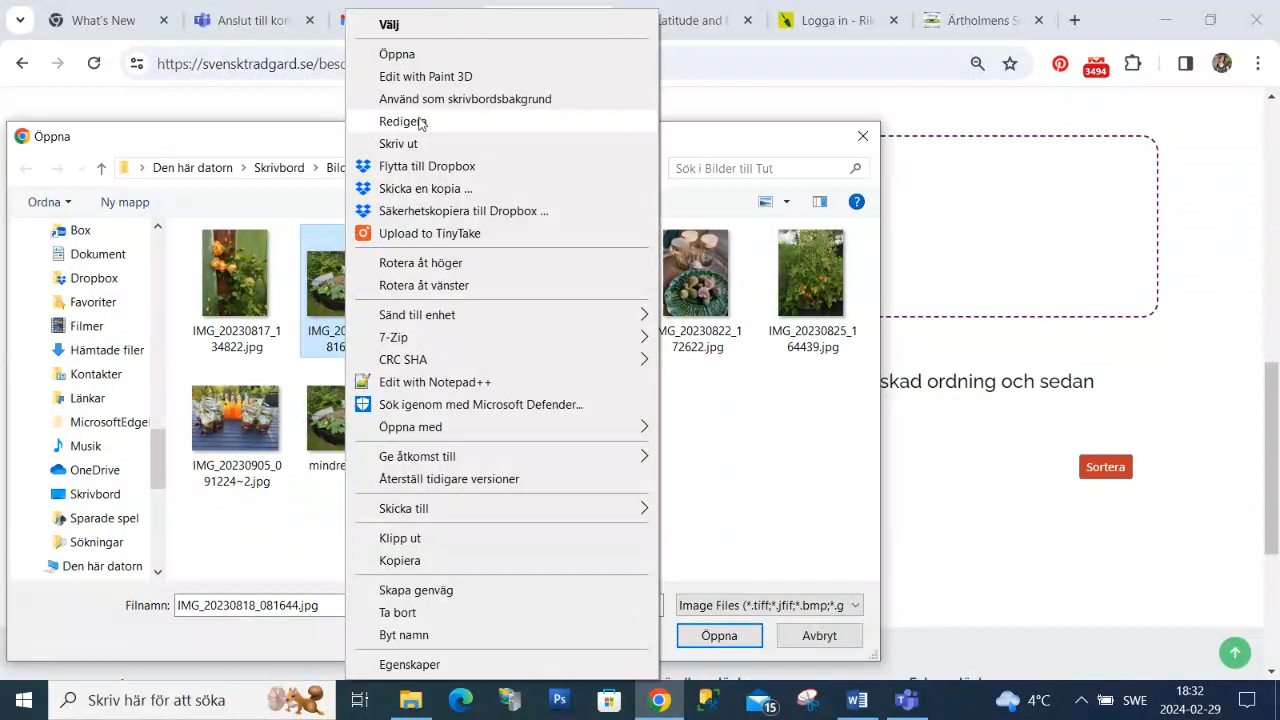 What's New
Anslut till kor
atitude and
Logga in - Rik
Ärtholmens S
https://svensktradgard.se/besc
3494
Öppna
Den här datorn > Skrivbord >
Sök i Bilder till Tut
Ordna
Ny mapp
Box
Dokument
Dropbox
Favoriter
Filmer
Hämtade filer
Kontakter
Länkar
MicrosoftEdge
Musik
OneDrive
Skrivbord
Sparade spel
Sökningar
Den här datorn
IMG_20230817_1
34822.jpg
IMG_20230905_0
91224~2.jpg
mindre
MG_20230822_1
72622.jpg
IMG_20230825_1
64439.jpg
Välj
Öppna
Edit with Paint 3D
Använd som skrivbordsbakgrund
Redigera
Skriv ut
Flytta till Dropbox
Skicka en kopia ...
Säkerhetskopiera till Dropbox ...
Upload to TinyTake
Rotera åt höger
Rotera åt vänster
Sänd till enhet
7-Zip
CRC SHA
Edit with Notepad++
Sök igenom med Microsoft Defender...
Öppna med
Ge åtkomst till
Återställ tidigare versioner
Skicka till
Klipp ut
Kopiera
Skapa genväg
Ta bort
Byt namn
Egenskaper
Filnamn:
IMG_20230818_081644.jpg
Image Files (*.tiff;*.jfif;*.bmp;*.g
Öppna
Avbryt
skad ordning och sedan
Sortera
Skriv här för att söka
15
4°C
SWE
18:32
2024-02-29